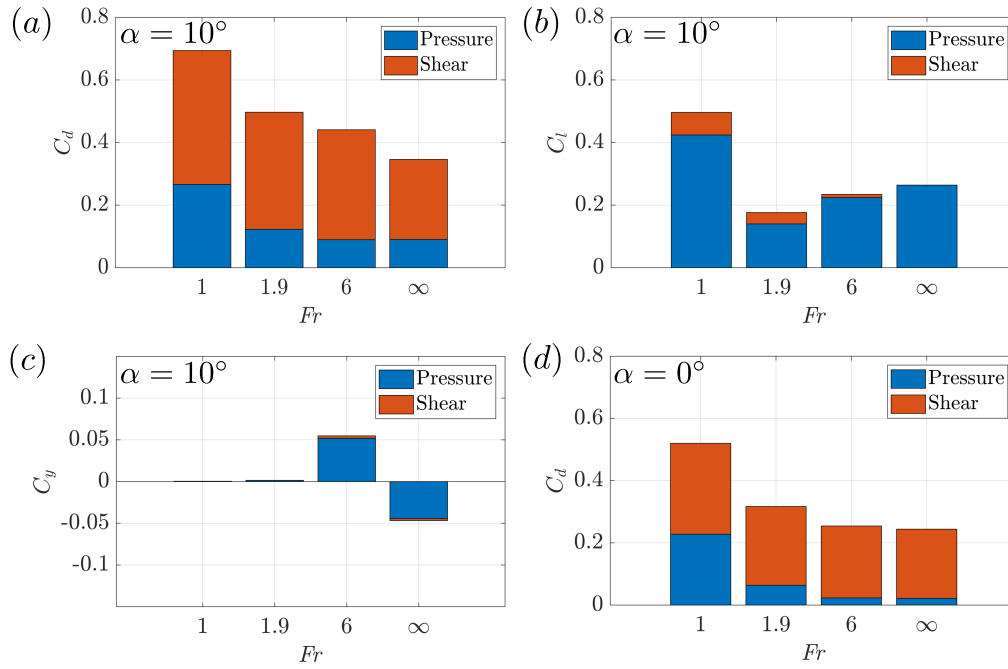 (a)
α = 10°
Pressure
Shear
0.8
0.6
0.4
0.2
0
C_d
1 1.9 6 ∞
Fr
(b)
α = 10°
Pressure
Shear
0.8
0.6
0.4
0.2
0
C_l
1 1.9 6 ∞
Fr
(c)
α = 10°
Pressure
Shear
0.1
0.05
0
-0.05
-0.1
C_y
1 1.9 6 ∞
Fr
(d)
α = 0°
Pressure
Shear
0.8
0.6
0.4
0.2
0
C_d
1 1.9 6 ∞
Fr